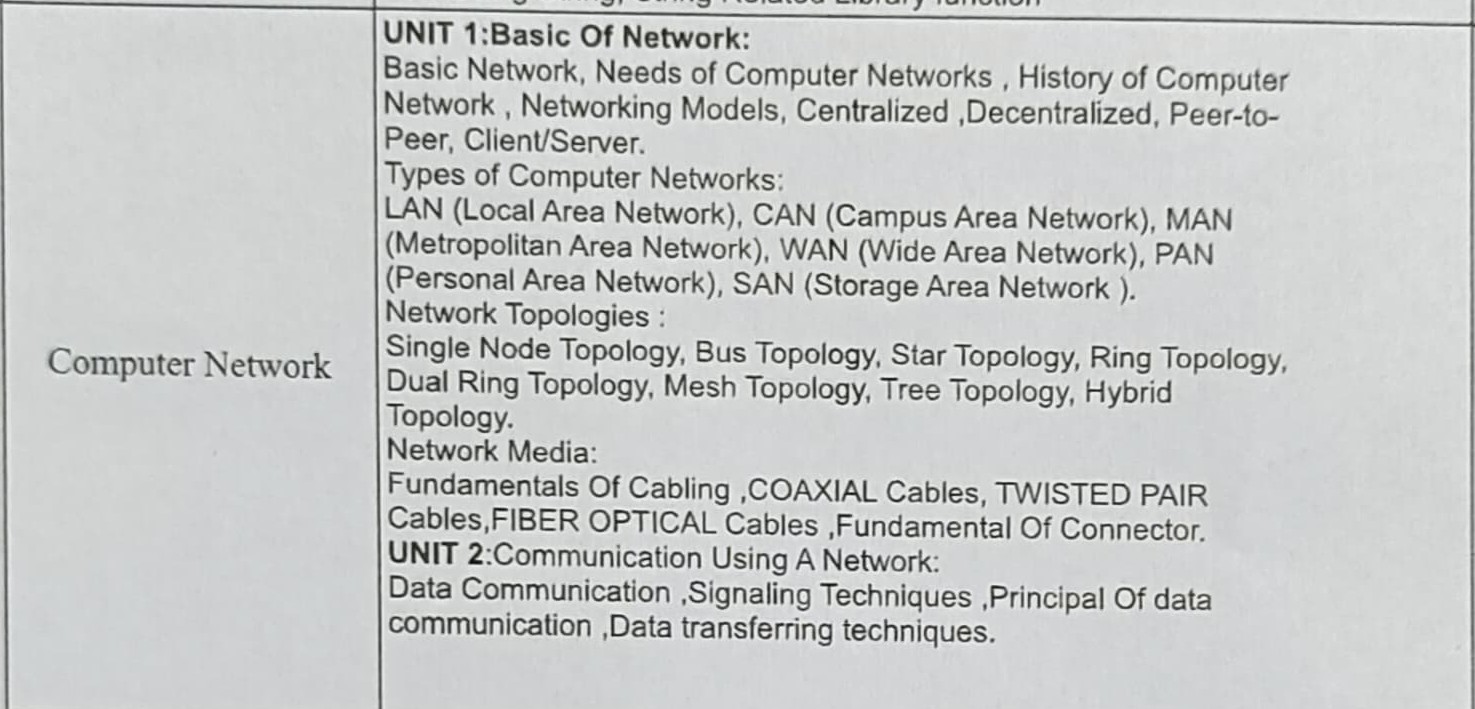 Library function
UNIT 1:Basic Of Network:
Basic Network, Needs of Computer Networks , History of Computer
Network , Networking Models, Centralized ,Decentralized, Peer-to-
Peer, Client/Server.
Types of Computer Networks:
LAN (Local Area Network), CAN (Campus Area Network), MAN
(Metropolitan Area Network), WAN (Wide Area Network), PAN
(Personal Area Network), SAN (Storage Area Network ).
Network Topologies :
Computer Network
Single Node Topology, Bus Topology, Star Topology, Ring Topology,
Dual Ring Topology, Mesh Topology, Tree Topology, Hybrid
Topology.
Network Media:
Fundamentals Of Cabling ,COAXIAL Cables, TWISTED PAIR
Cables,FIBER OPTICAL Cables ,Fundamental Of Connector.
UNIT 2:Communication Using A Network:
Data Communication ,Signaling Techniques ,Principal Of data
communication ,Data transferring techniques.